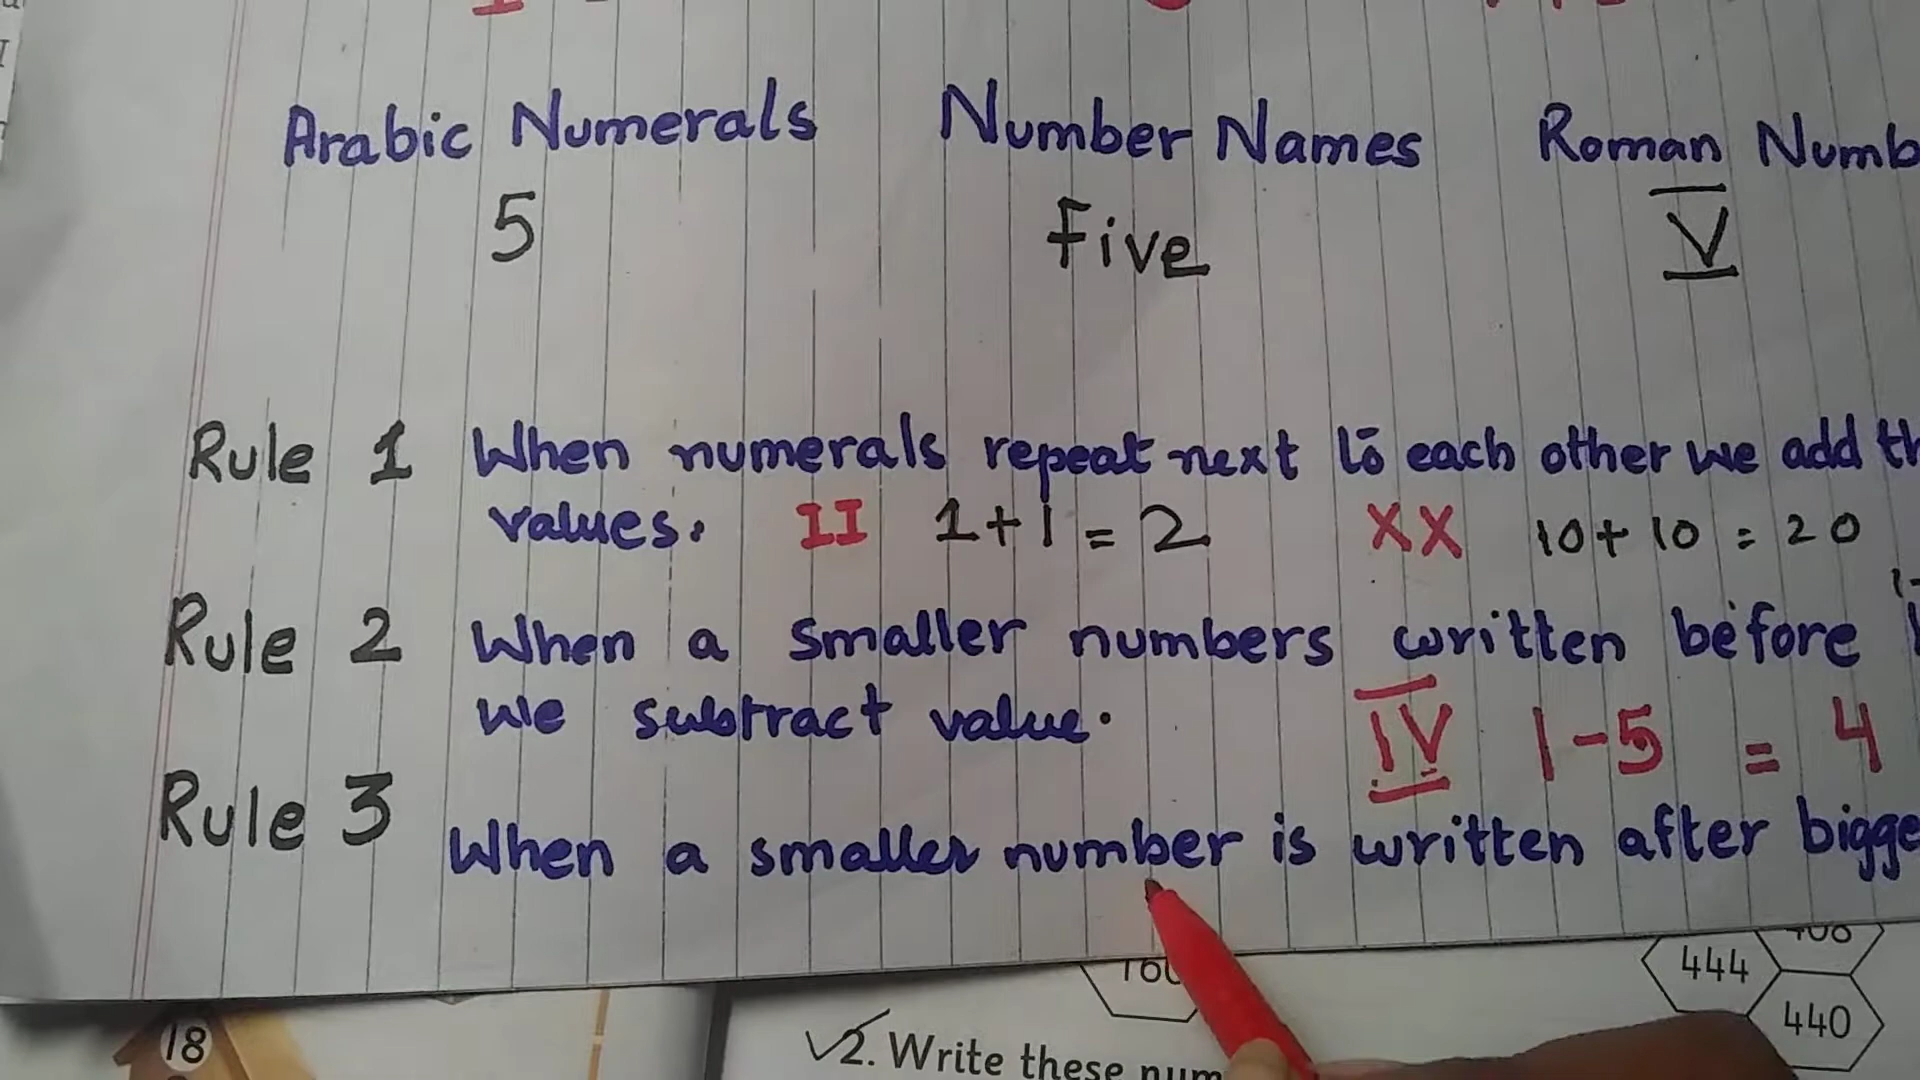 Arabic Numerals Number Names Roman Numb
5 Five V
Rule 1 When numerals repeat next to each other we add th
values. II 1+1 = 2 XX 10+10 = 20
Rule 2 When a smaller numbers written before
we subtract value. IV 1-5 = 4
Rule 3 When a smaller number is written after bigge
160 444 408
440
18 2. Write these num